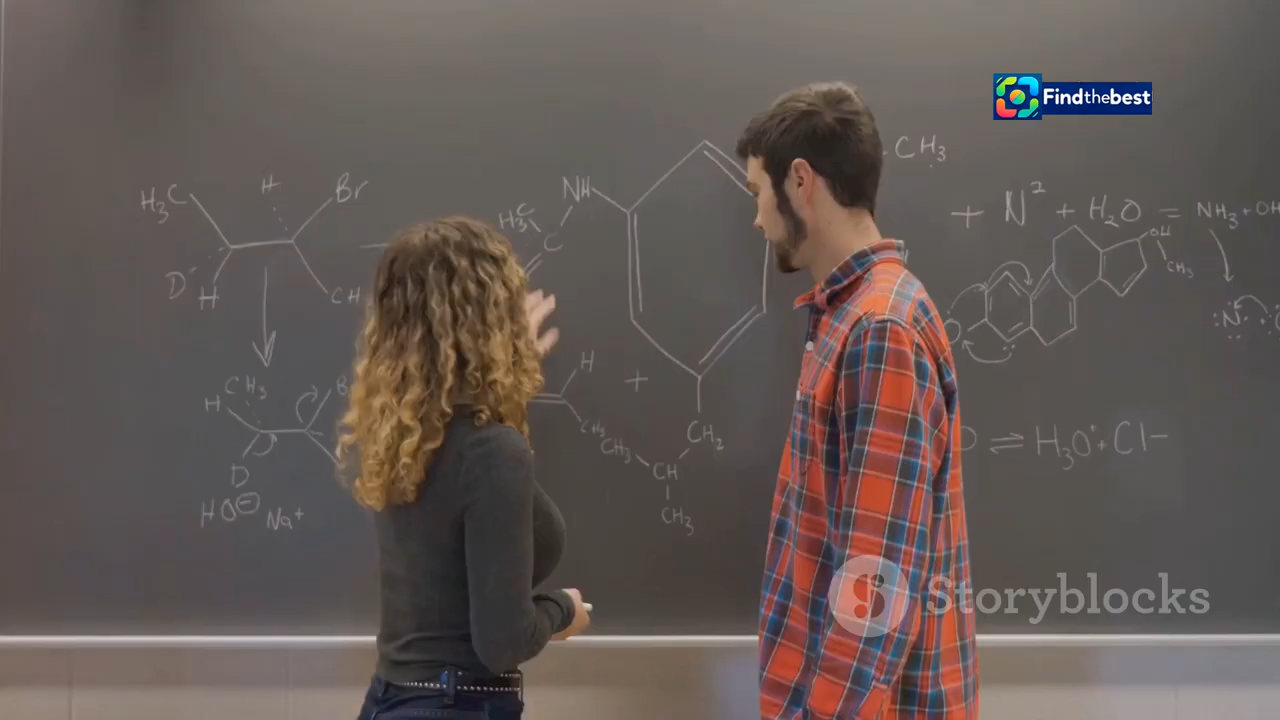 Findthebest
H₃C
H
Br
D
H
CH
CH₃
H
D
HO⊖
Na⁺
H₃C
NH
C
H
+
CH₃
CH₃
CH
CH₂
CH₃
CH₃
+ N² + H₂O = NH₃ + OH
OH
CH₃
:N
⇌ H₃O⁺ + Cl−
Storyblocks